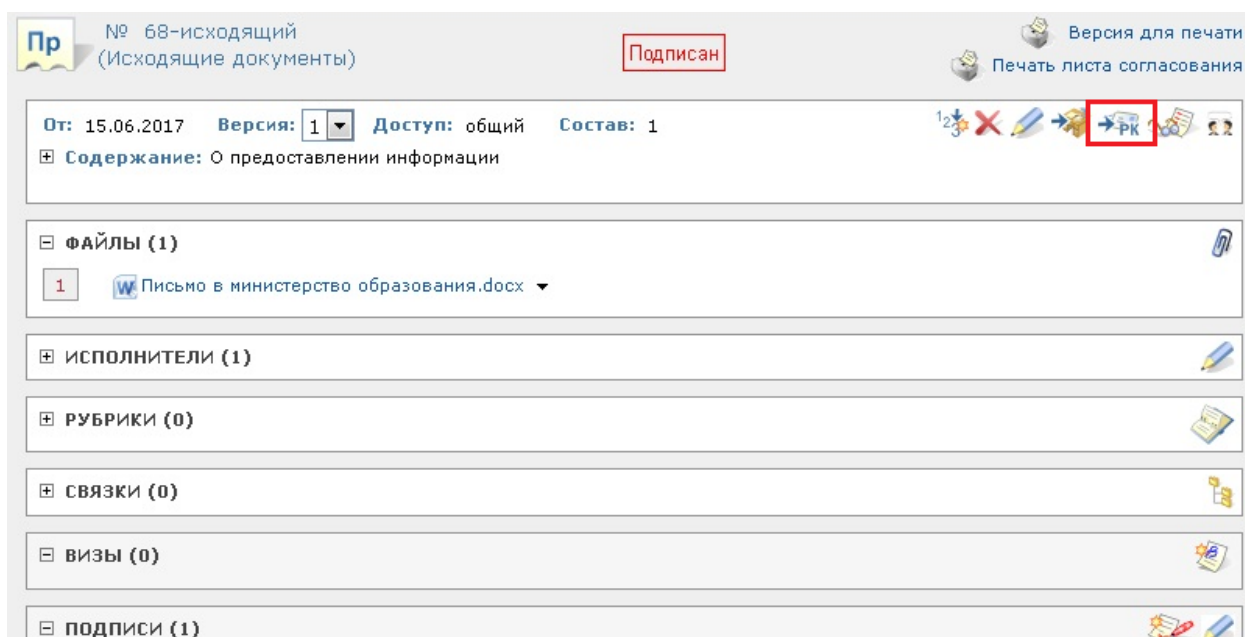 Пр
№ 68-исходящий
(Исходящие документы)
Подписан
Версия для печати
Печать листа согласования
От: 15.06.2017 Версия: 1 Доступ: общий Состав: 1
123
РК
Содержание: О предоставлении информации
ФАЙЛЫ (1)
1 Письмо в министерство образования.docx
ИСПОЛНИТЕЛИ (1)
РУБРИКИ (0)
СВЯЗКИ (0)
ВИЗЫ (0)
ПОДПИСИ (1)